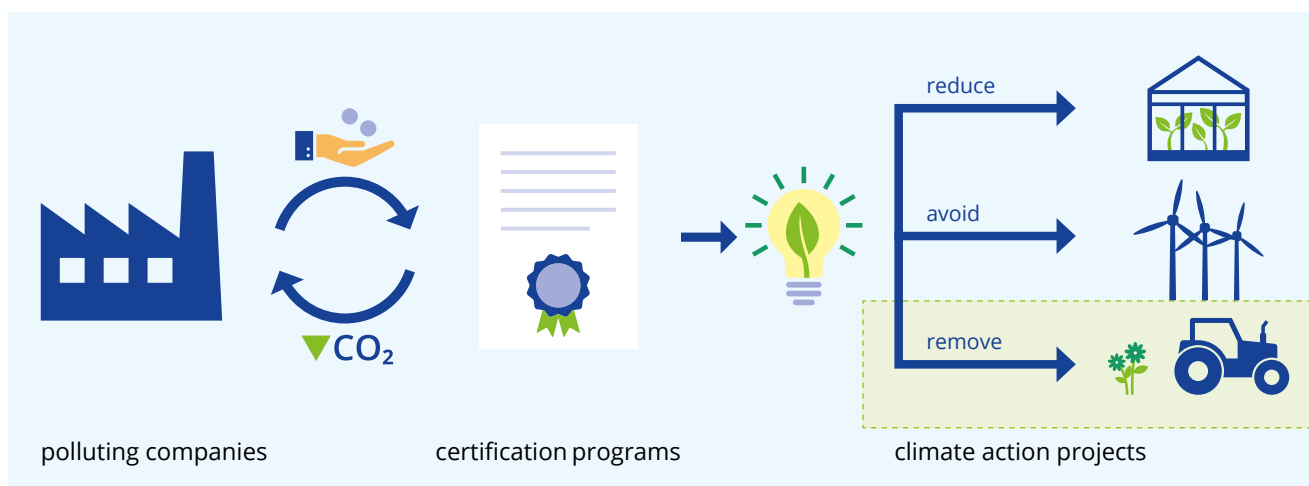 reduce
avoid
remove
CO₂
polluting companies
certification programs
climate action projects